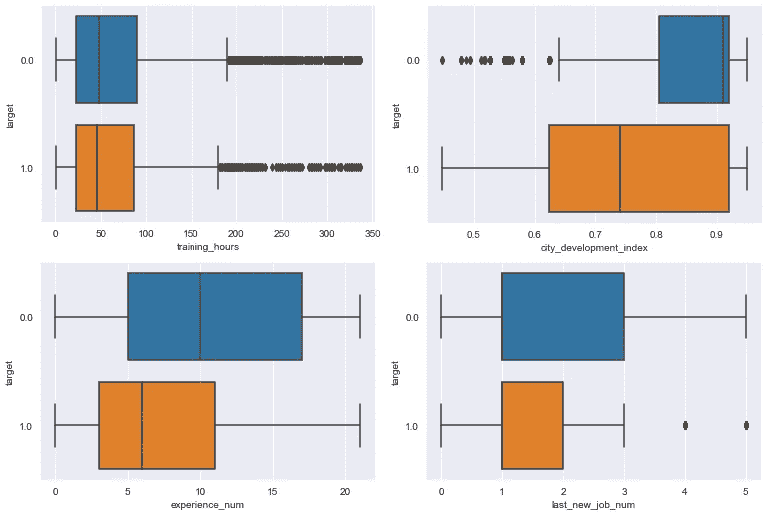 target
0.0
1.0
0 50 100 150 200 250 300 350
training_hours
target
0.0
1.0
0.5 0.6 0.7 0.8 0.9
city_development_index
target
0.0
1.0
0 5 10 15 20
experience_num
target
0.0
1.0
0 1 2 3 4 5
last_new_job_num